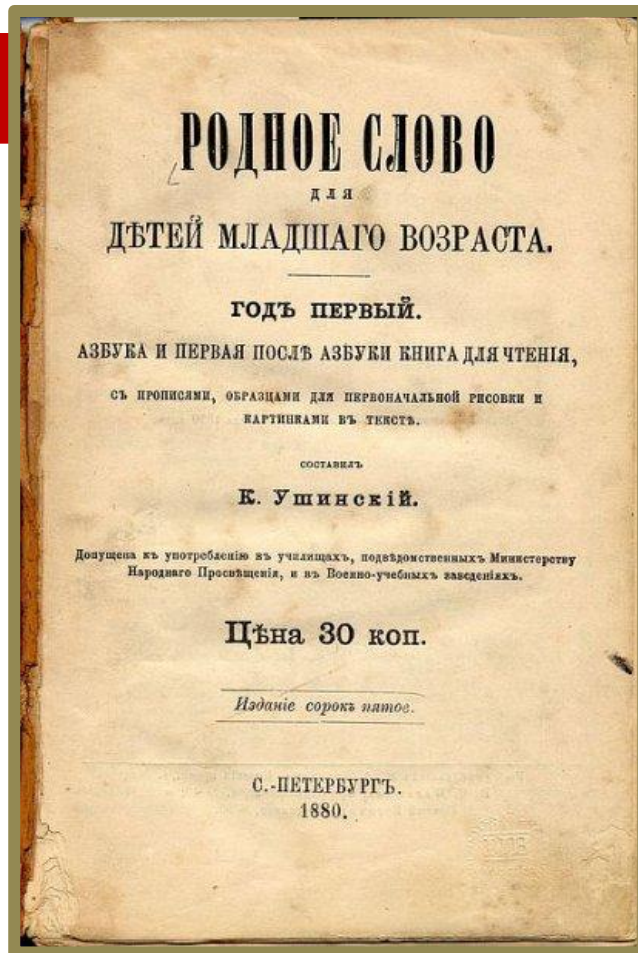 РОДНОЕ СЛОВО
ДЛЯ
ДѢТЕЙ МЛАДШАГО ВОЗРАСТА.
ГОДЪ ПЕРВЫЙ.
АЗБУКА И ПЕРВАЯ ПОСЛѢ АЗБУКИ КНИГА ДЛЯ ЧТЕНІЯ,
СЪ ПРОПИСЯМИ, ОБРАЗЦАМИ ДЛЯ ПЕРВОНАЧАЛЬНОЙ РИСОВКИ И
КАРТИНКАМИ ВЪ ТЕКСТѢ.
СОСТАВИЛЪ
К. Ушинскій.
Допущена къ употребленію въ училищахъ, подвѣдомственныхъ Министерству
Народнаго Просвѣщенія, и въ Военно-учебныхъ заведеніяхъ.
Цѣна 30 коп.
Изданіе сорокъ пятое.
С.-ПЕТЕРБУРГЪ.
1880.